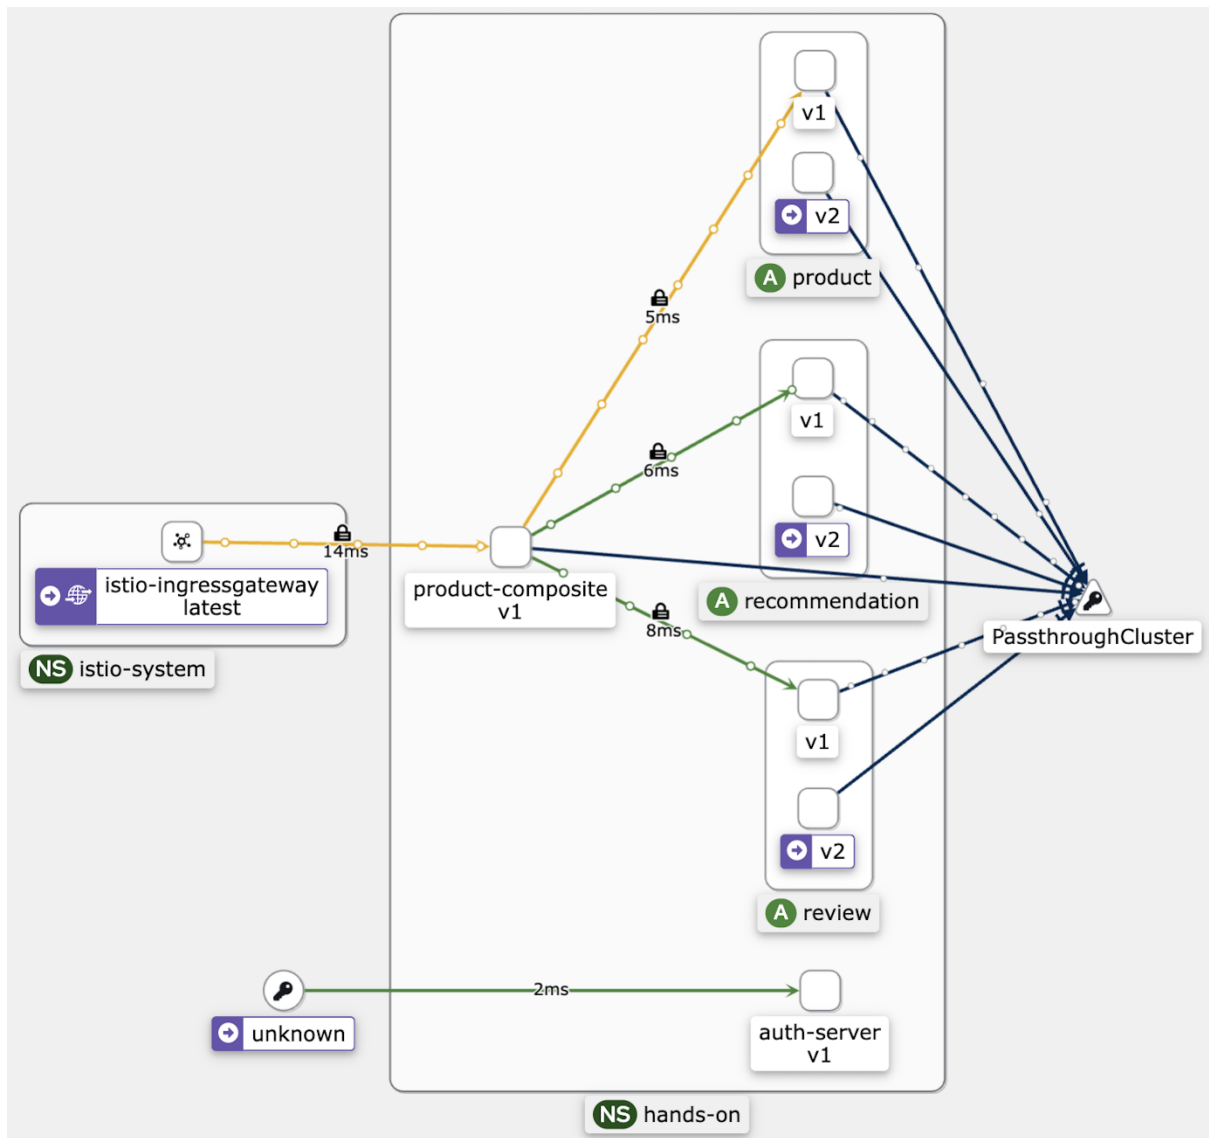 v1
v2
A product
5ms
v1
6ms
v2
A recommendation
14ms
istio-ingressgateway
latest
NS istio-system
product-composite
v1
8ms
PassthroughCluster
v1
v2
A review
2ms
unknown
auth-server
v1
NS hands-on